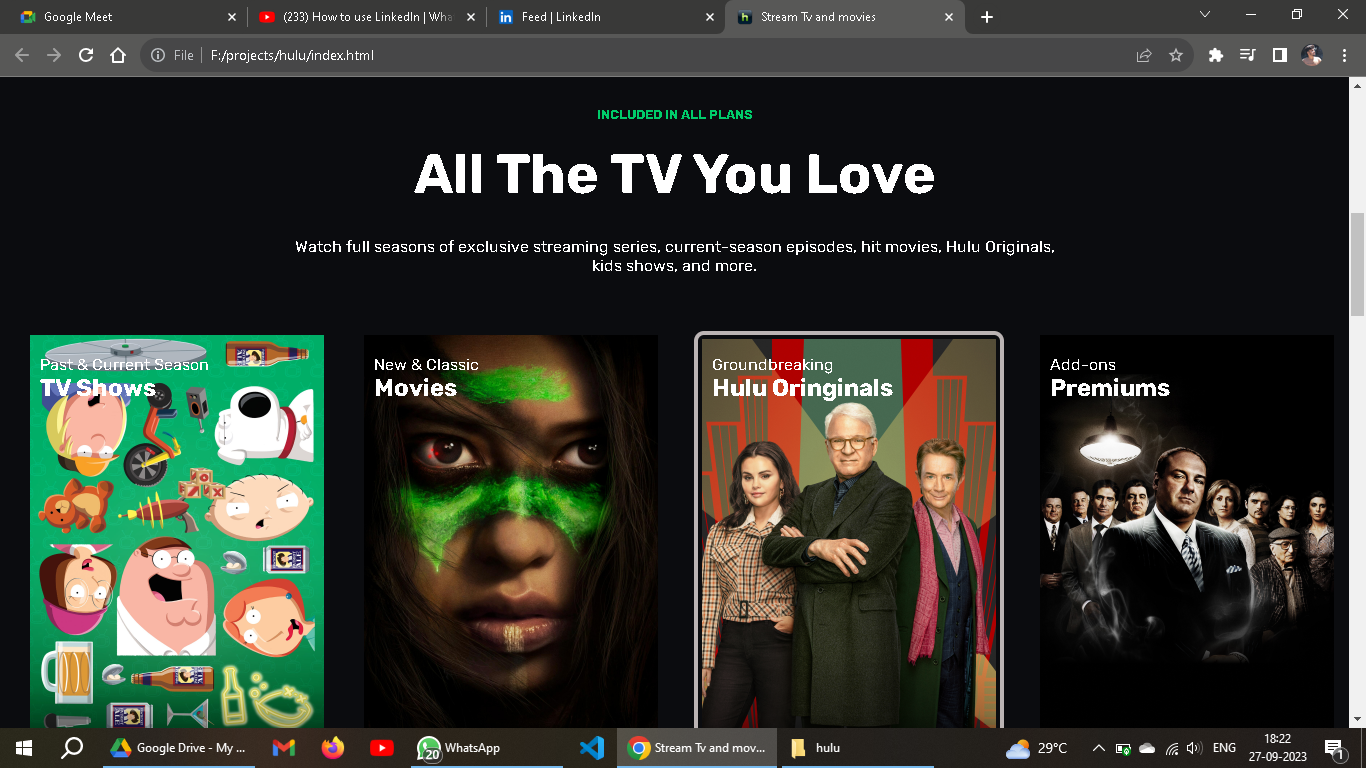 Google Meet
(233) How to use LinkedIn | Wha
Feed | LinkedIn
Stream Tv and movies
File
F:/projects/hulu/index.html
INCLUDED IN ALL PLANS
All The TV You Love
Watch full seasons of exclusive streaming series, current-season episodes, hit movies, Hulu Originals,
kids shows, and more.
Past & Current Season
TV Shows
New & Classic
Movies
Groundbreaking
Hulu Oringinals
Add-ons
Premiums
Google Drive - My ...
20
WhatsApp
Stream Tv and mov...
hulu
29°C
ENG
18:22
27-09-2023
1